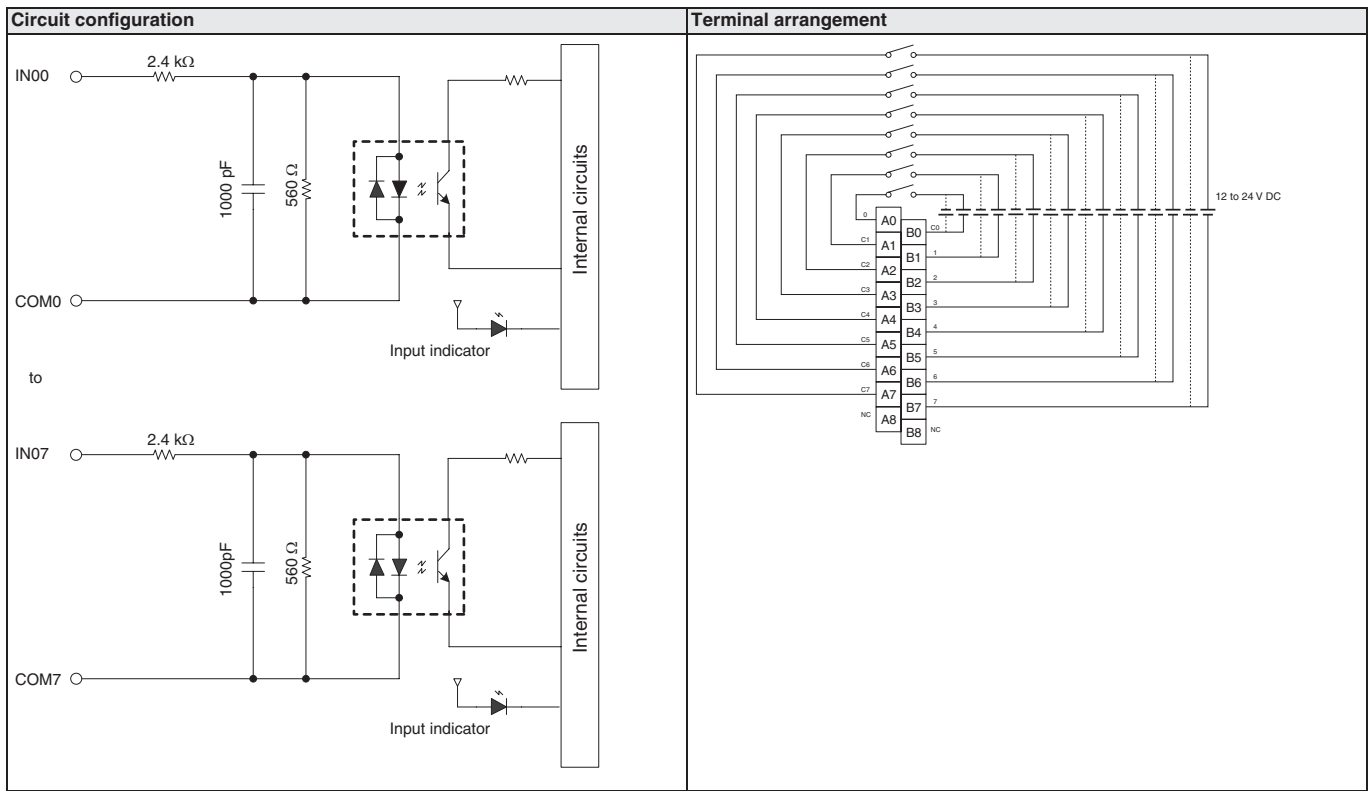 Circuit configuration
Terminal arrangement
IN00
2.4 kΩ
1000 pF
560 Ω
Internal circuits
COM0
Input indicator
to
IN07
2.4 kΩ
1000pF
560 Ω
Internal circuits
COM7
Input indicator
12 to 24 V DC
0 A0
B0 C0
C1 A1
B1 1
C2 A2
B2 2
C3 A3
B3 3
C4 A4
B4 4
C5 A5
B5 5
C6 A6
B6 6
C7 A7
B7 7
NC A8
B8 NC